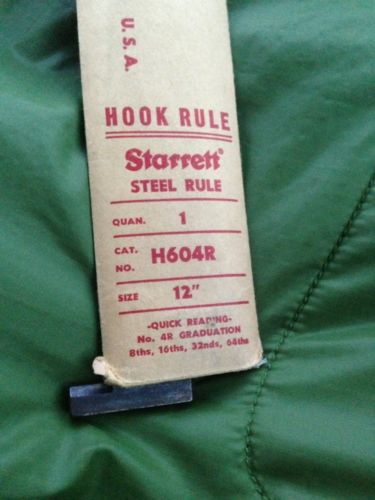 U.S.A.
HOOK RULE
Starrett®
STEEL RULE
QUAN. 1
CAT. NO. H604R
SIZE 12"
-QUICK READING-
No. 4R GRADUATION
8ths, 16ths, 32nds, 64ths